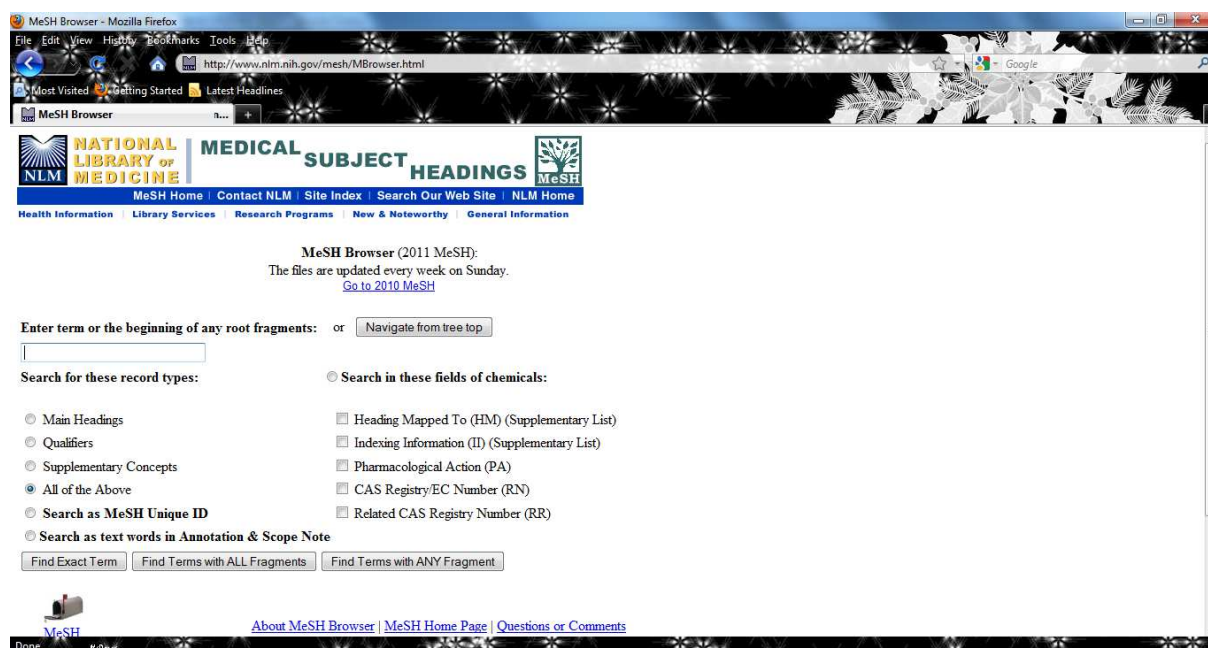 MeSH Browser - Mozilla Firefox
File Edit View History Bookmarks Tools Help
http://www.nlm.nih.gov/mesh/MBrowser.html
Google
Most Visited Getting Started Latest Headlines
MeSH Browser n... +
NLM NATIONAL LIBRARY OF MEDICINE
MEDICAL SUBJECT HEADINGS MeSH
MeSH Home | Contact NLM | Site Index | Search Our Web Site | NLM Home
Health Information | Library Services | Research Programs | New & Noteworthy | General Information
MeSH Browser (2011 MeSH):
The files are updated every week on Sunday.
Go to 2010 MeSH
Enter term or the beginning of any root fragments: or Navigate from tree top
Search for these record types: Search in these fields of chemicals:
Main Headings Heading Mapped To (HM) (Supplementary List)
Qualifiers Indexing Information (II) (Supplementary List)
Supplementary Concepts Pharmacological Action (PA)
All of the Above CAS Registry/EC Number (RN)
Search as MeSH Unique ID Related CAS Registry Number (RR)
Search as text words in Annotation & Scope Note
Find Exact Term Find Terms with ALL Fragments Find Terms with ANY Fragment
MeSH About MeSH Browser | MeSH Home Page | Questions or Comments
Done